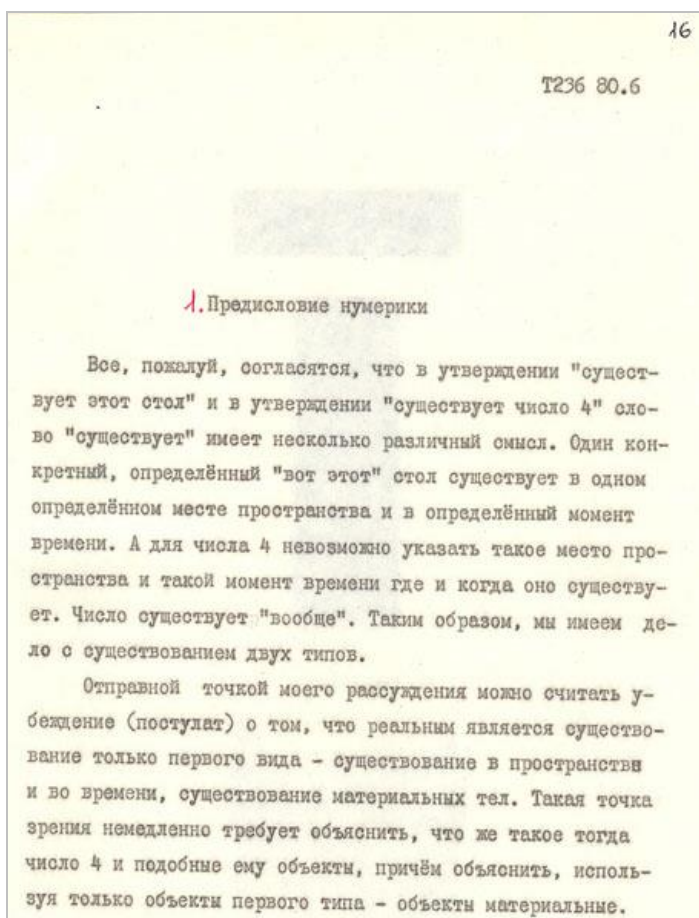 16
Т236 80.6
1. Предисловие нумерики
Все, пожалуй, согласятся, что в утверждении "сущест-
вует этот стол" и в утверждении "существует число 4" сло-
во "существует" имеет несколько различный смысл. Один кон-
кретный, определённый "вот этот" стол существует в одном
определённом месте пространства и в определённый момент
времени. А для числа 4 невозможно указать такое место про-
странства и такой момент времени где и когда оно существу-
ет. Число существует "вообще". Таким образом, мы имеем де-
ло с существованием двух типов.
Отправной точкой моего рассуждения можно считать у-
беждение (постулат) о том, что реальным является существо-
вание только первого вида - существование в пространстве
и во времени, существование материальных тел. Такая точка
зрения немедленно требует объяснить, что же такое тогда
число 4 и подобные ему объекты, причём объяснить, исполь-
зуя только объекты первого типа - объекты материальные.